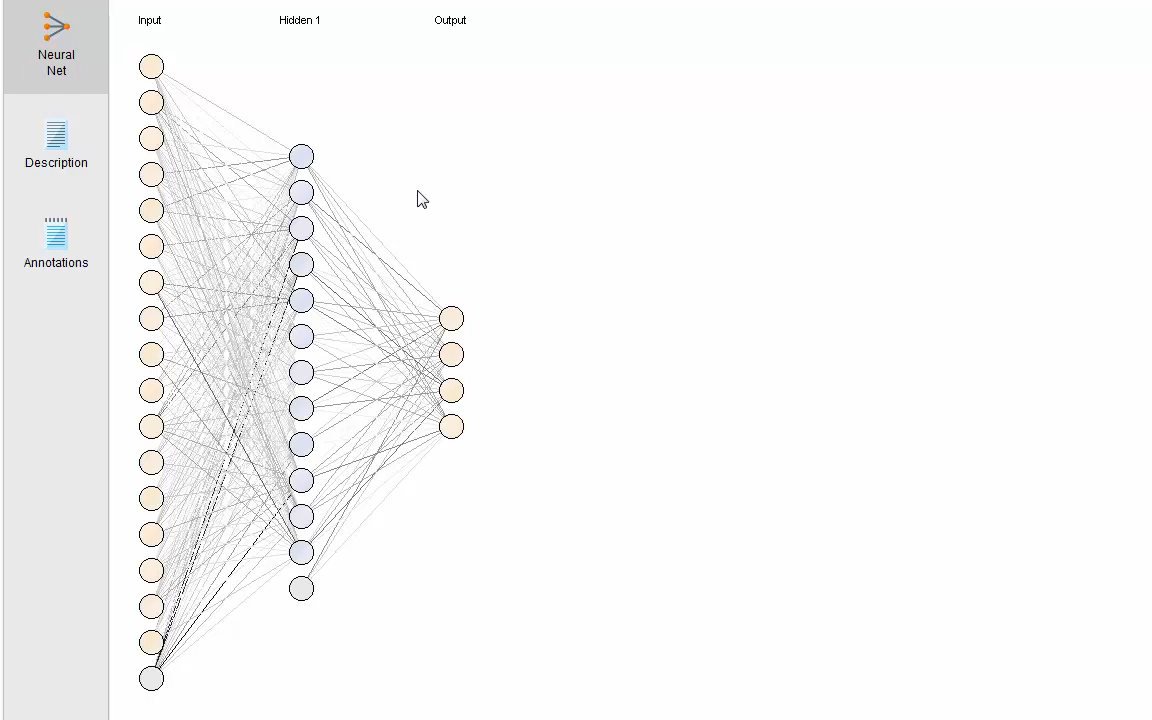 Input
Hidden 1
Output
Neural
Net
Description
Annotations